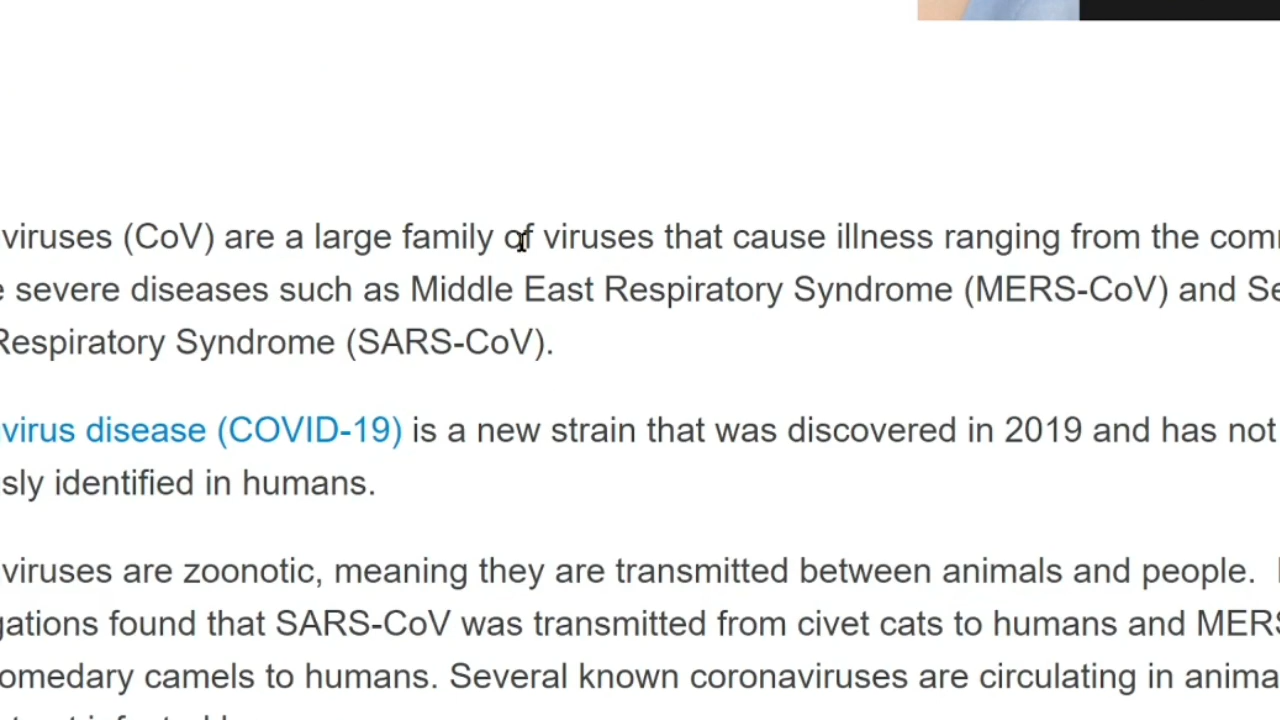 viruses (CoV) are a large family of viruses that cause illness ranging from the com
severe diseases such as Middle East Respiratory Syndrome (MERS-CoV) and Se
Respiratory Syndrome (SARS-CoV).
virus disease (COVID-19) is a new strain that was discovered in 2019 and has not
sly identified in humans.
viruses are zoonotic, meaning they are transmitted between animals and people.
gations found that SARS-CoV was transmitted from civet cats to humans and MERS
omedary camels to humans. Several known coronaviruses are circulating in anima